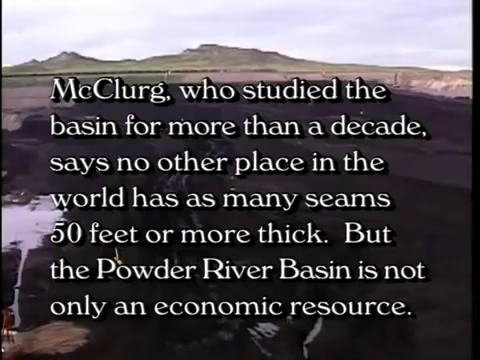 McClurg, who studied the
basin for more than a decade,
says no other place in the
world has as many seams
50 feet or more thick.  But
the Powder River Basin is not
only an economic resource.